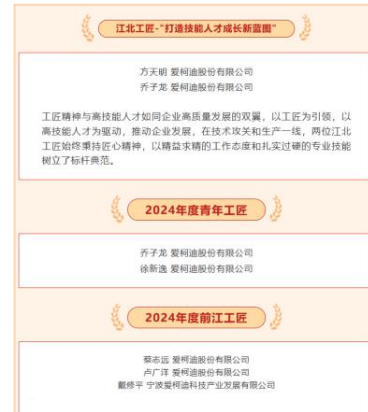 江北工匠-“打造技能人才成长新蓝图”
方天明 爱柯迪股份有限公司
乔子龙 爱柯迪股份有限公司
工匠精神与高技能人才如同企业高质量发展的双翼，以工匠为引领，以
高技能人才为驱动，推动企业发展，在技术攻关和生产一线，两位江北
工匠始终秉持匠心精神，以精益求精的工作态度和扎实过硬的专业技能
树立了标杆典范。
2024年度青年工匠
乔子龙 爱柯迪股份有限公司
徐新逸 爱柯迪股份有限公司
2024年度前江工匠
蔡志远 爱柯迪股份有限公司
卢广洋 爱柯迪股份有限公司
戴修平 宁波爱柯迪科技产业发展有限公司